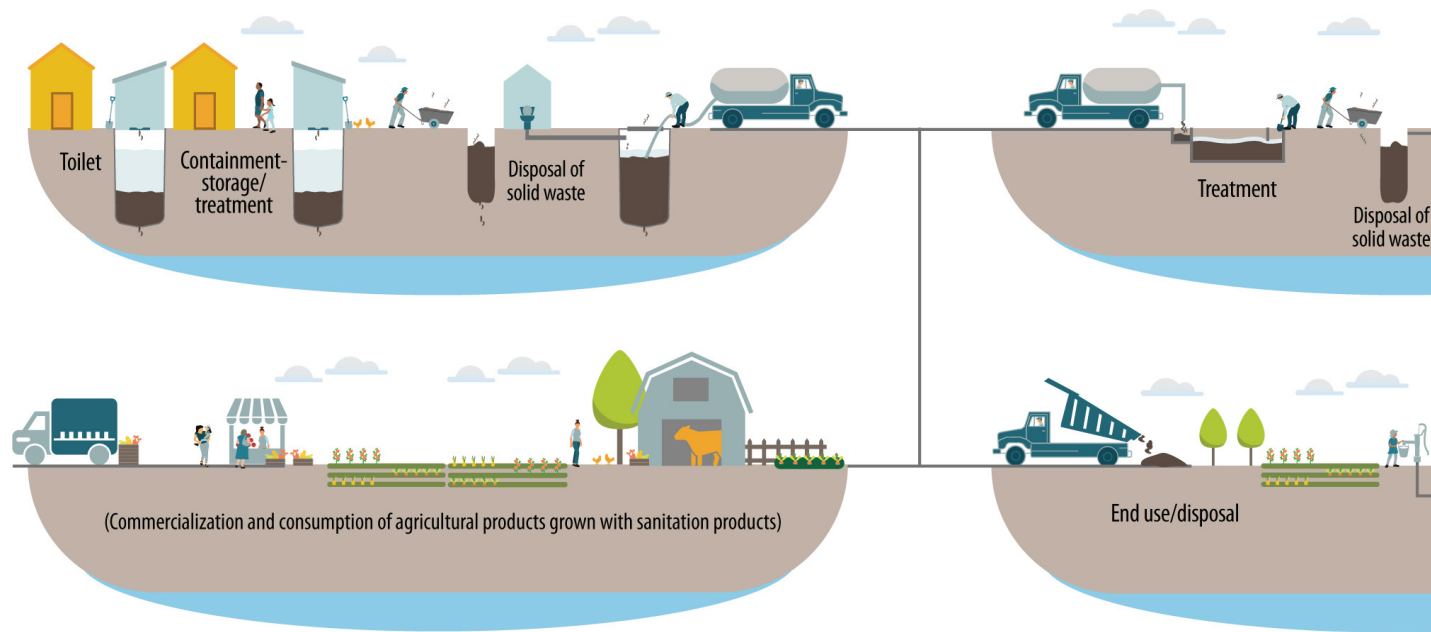 Toilet
Containment-
storage/
treatment
Disposal of
solid waste
Treatment
Disposal of
solid waste
(Commercialization and consumption of agricultural products grown with sanitation products)
End use/disposal